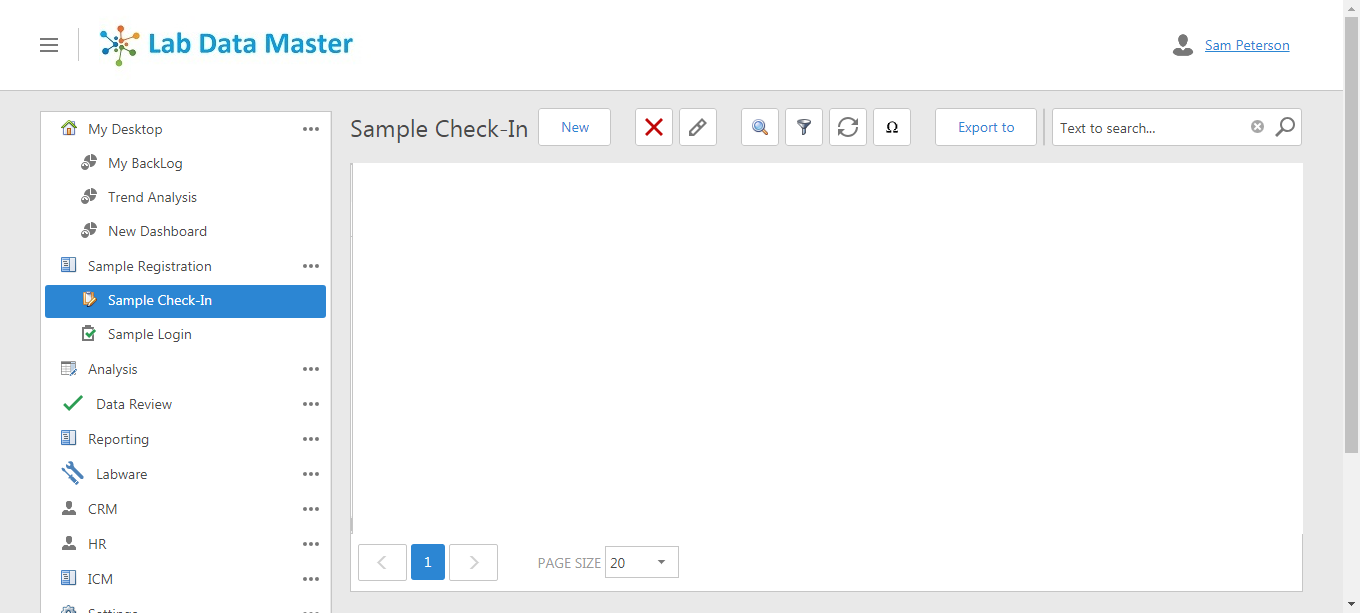 Lab Data Master
Sam Peterson
My Desktop
My BackLog
Trend Analysis
New Dashboard
Sample Registration
Sample Check-In
Sample Login
Analysis
Data Review
Reporting
Labware
CRM
HR
ICM
Settings
Sample Check-In
New
Ω
Export to
Text to search...
1
PAGE SIZE
20